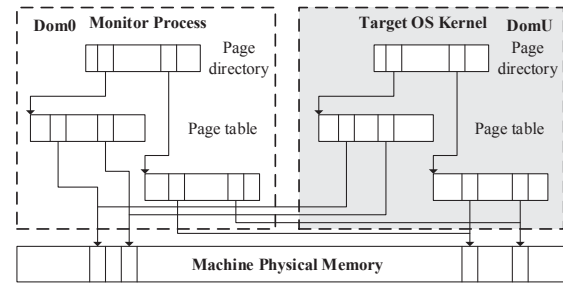 Dom0 Monitor Process
Page
directory
Page table
Target OS Kernel DomU
Page
directory
Page table
Machine Physical Memory